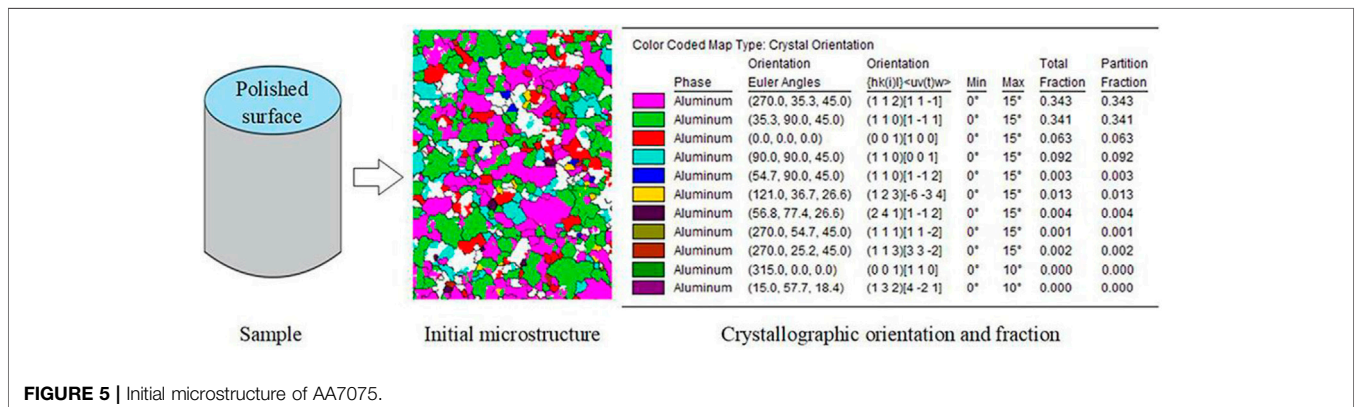 Polished
surface
Color Coded Map Type: Crystal Orientation
Orientation Orientation Total Partition
Phase Euler Angles {hk(i)l}<uv(t)w> Min Max Fraction Fraction
Aluminum (270.0, 35.3, 45.0) (1 1 2)[1 1 -1] 0° 15° 0.343 0.343
Aluminum (35.3, 90.0, 45.0) (1 1 0)[1 -1 1] 0° 15° 0.341 0.341
Aluminum (0.0, 0.0, 0.0) (0 0 1)[1 0 0] 0° 15° 0.063 0.063
Aluminum (90.0, 90.0, 45.0) (1 1 0)[0 0 1] 0° 15° 0.092 0.092
Aluminum (54.7, 90.0, 45.0) (1 1 0)[1 -1 2] 0° 15° 0.003 0.003
Aluminum (121.0, 36.7, 26.6) (1 2 3)[-6 -3 4] 0° 15° 0.013 0.013
Aluminum (56.8, 77.4, 26.6) (2 4 1)[1 -1 2] 0° 15° 0.004 0.004
Aluminum (270.0, 54.7, 45.0) (1 1 1)[1 1 -2] 0° 15° 0.001 0.001
Aluminum (270.0, 25.2, 45.0) (1 1 3)[3 3 -2] 0° 15° 0.002 0.002
Aluminum (315.0, 0.0, 0.0) (0 0 1)[1 1 0] 0° 10° 0.000 0.000
Aluminum (15.0, 57.7, 18.4) (1 3 2)[4 -2 1] 0° 10° 0.000 0.000
Sample Initial microstructure Crystallographic orientation and fraction
FIGURE 5 | Initial microstructure of AA7075.